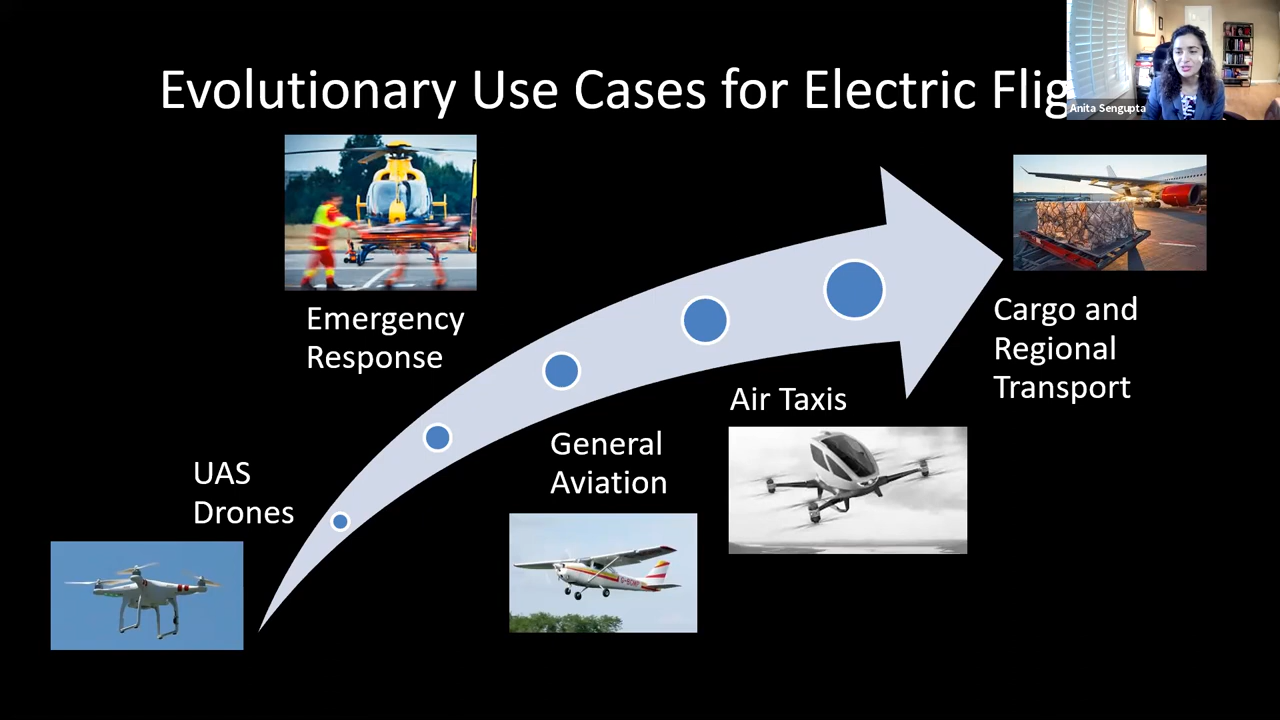 Evolutionary Use Cases for Electric Flig
Anita Sengupta
Emergency
Response
Cargo and
Regional
Transport
Air Taxis
General
Aviation
UAS
Drones